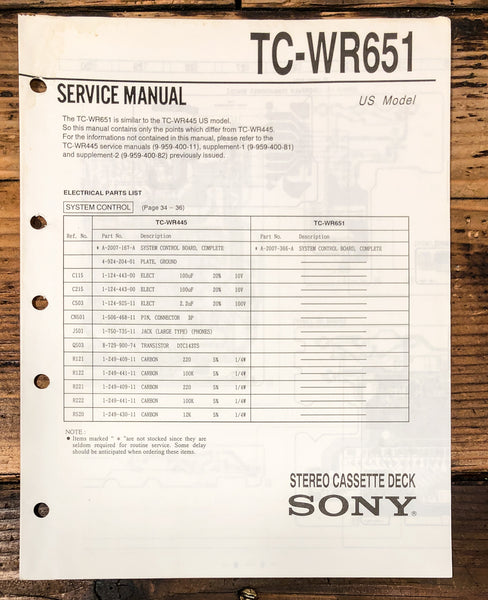 TC-WR651
SERVICE MANUAL
US Model
The TC-WR651 is similar to the TC-WR445 US model.
So this manual contains only the points which differ from TC-WR445.
For the informations not contained in this manual, please refer to
TC-WR445 service manuals (9-959-400-11), supplement-1 (9-959-400-81)
and supplement-2 (9-959-400-82) previously issued.
ELECTRICAL PARTS LIST
SYSTEM CONTROL (Page 34 – 36)
TC-WR445 TC-WR651
Ref. No. Part No. Description Part No. Description
* A-2007-167-A SYSTEM CONTROL BOARD, COMPLETE * A-2007-366-A SYSTEM CONTROL BOARD, COMPLETE
4-924-204-01 PLATE, GROUND
C115 1-124-443-00 ELECT 100uF 20% 10V
C215 1-124-443-00 ELECT 100uF 20% 10V
C503 1-124-925-11 ELECT 2.2uF 20% 100V
CN501 1-506-468-11 PIN, CONNECTOR 3P
J501 1-750-735-11 JACK (LARGE TYPE) (PHONES)
Q503 8-729-900-74 TRANSISTOR DTC143TS
R121 1-249-409-11 CARBON 220 5% 1/4W
R122 1-249-441-11 CARBON 100K 5% 1/4W
R221 1-249-409-11 CARBON 220 5% 1/4W
R222 1-249-441-11 CARBON 100K 5% 1/4W
R520 1-249-430-11 CARBON 12K 5% 1/4W
NOTE :
● Items marked " * "are not stocked since they are
seldom required for routine service. Some delay
should be anticipated when ordering these items.
STEREO CASSETTE DECK
SONY®